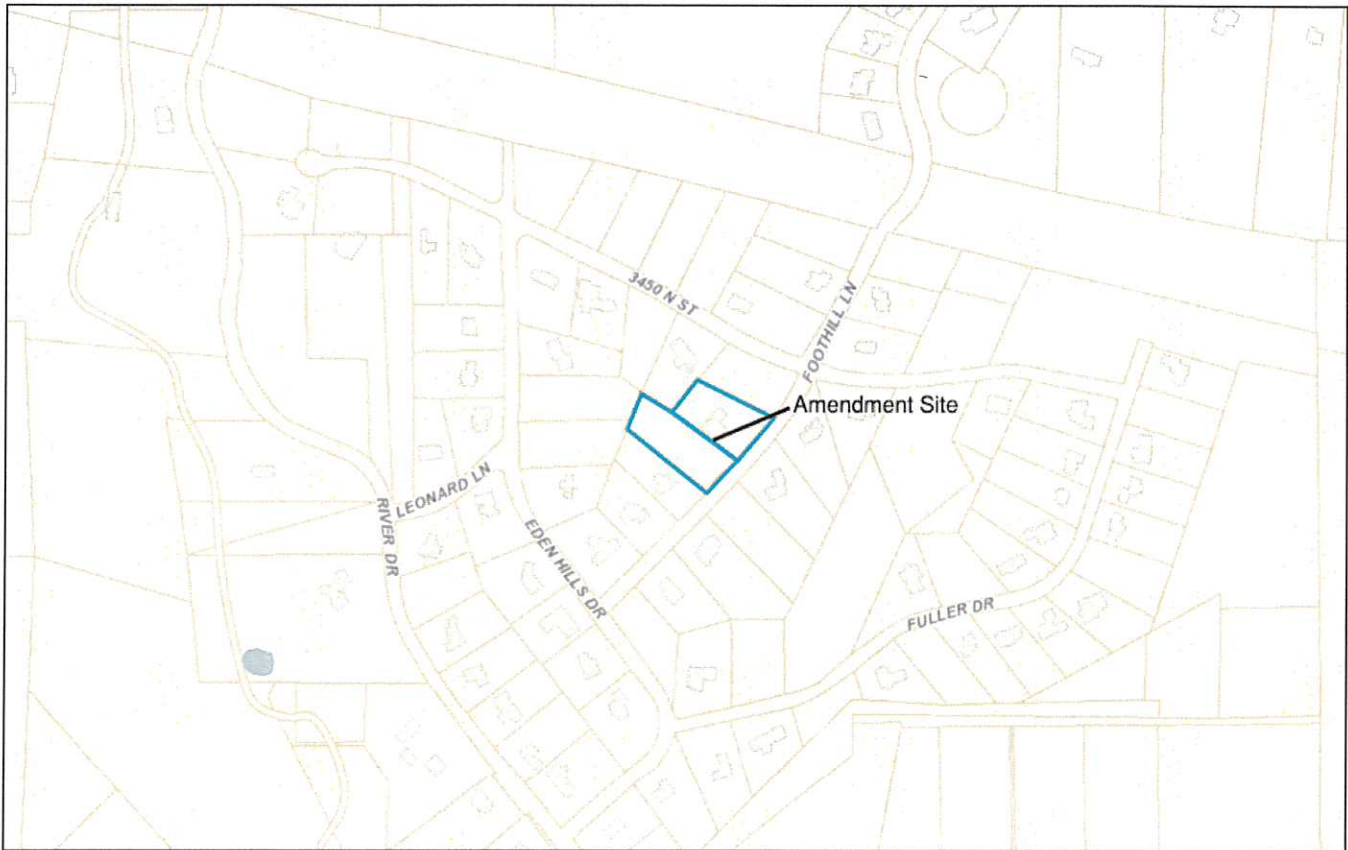 3450 N ST
FOOTHILL LN
Amendment Site
LEONARD LN
RIVER DR
EDEN HILLS DR
FULLER DR